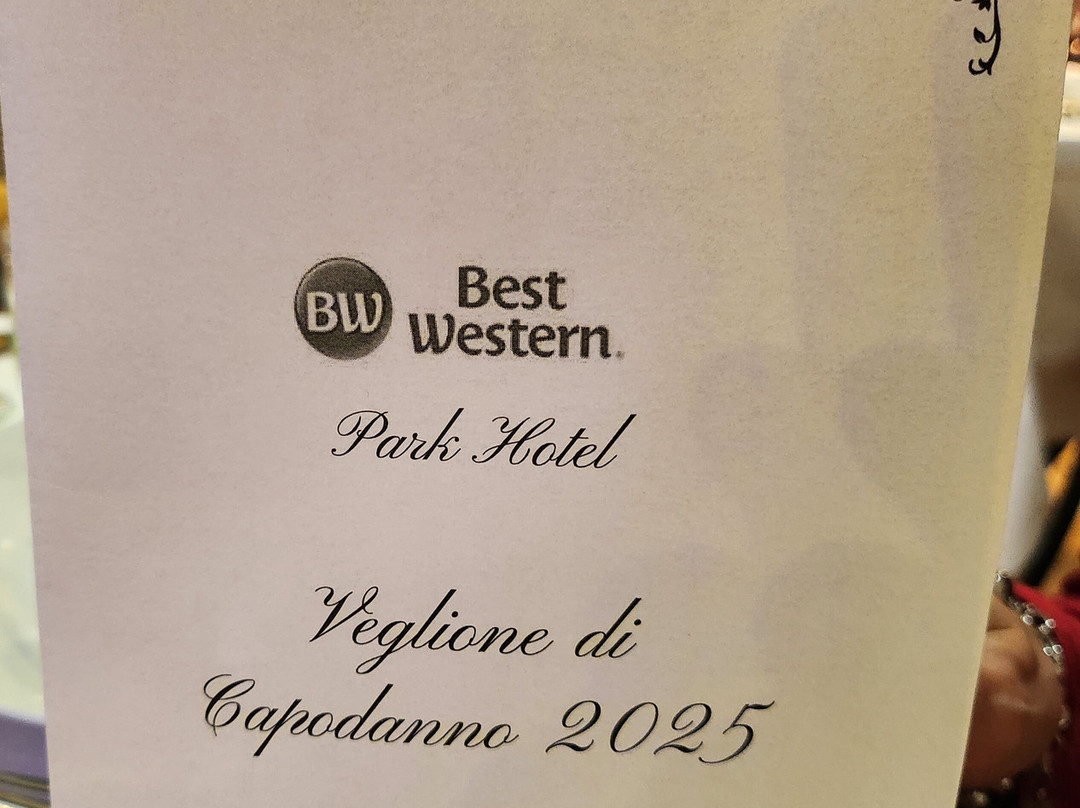 BW
Best
Western.
Park Hotel
Veglione di
Capodanno 2025